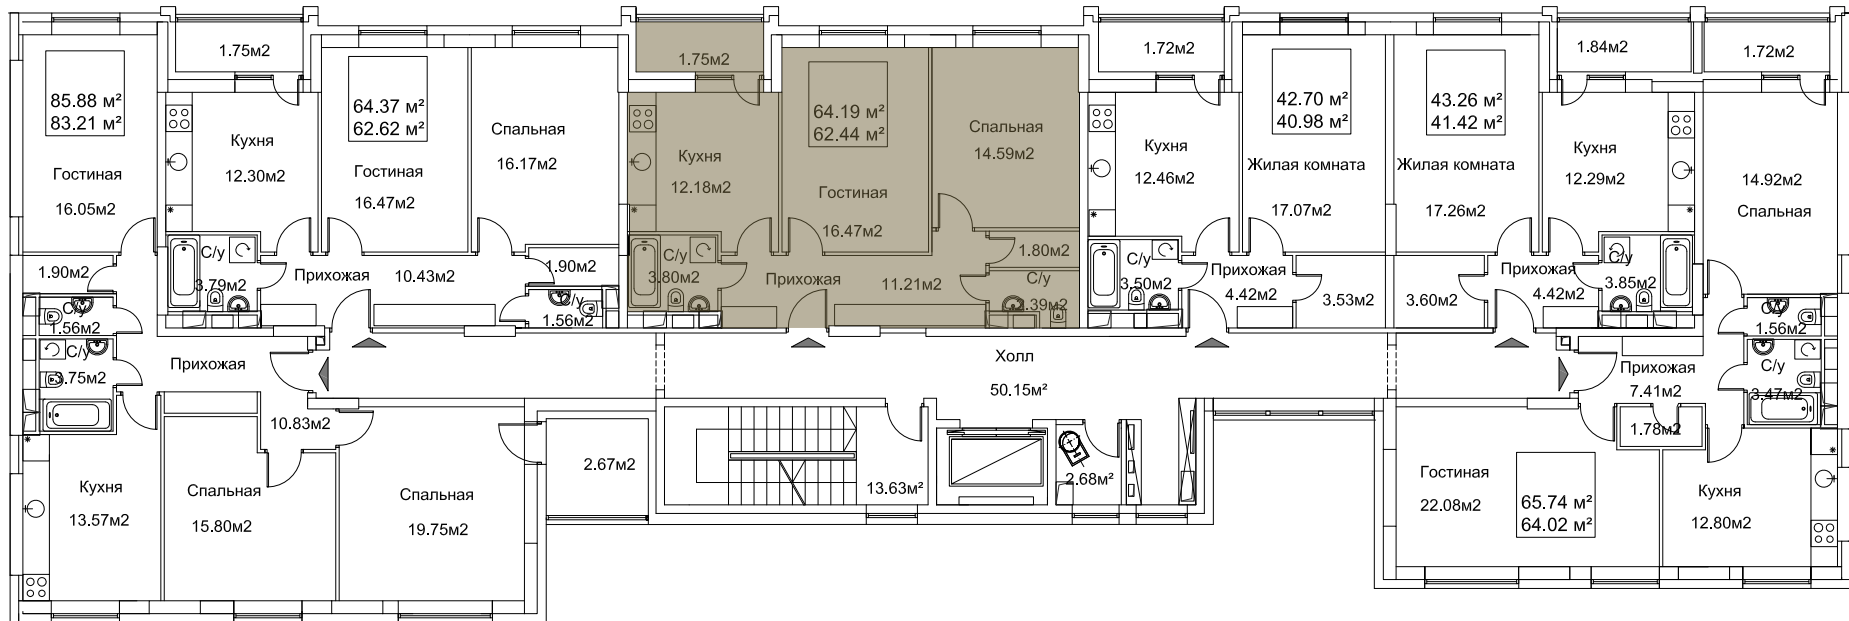 1.75м2
1.75м2
1.72м2
1.84м2
1.72м2
85.88 м²
83.21 м²
64.37 м²
62.62 м²
64.19 м²
62.44 м²
42.70 м²
40.98 м²
43.26 м²
41.42 м²
Гостиная
16.05м2
Кухня
12.30м2
Гостиная
16.47м2
Спальная
16.17м2
Кухня
12.18м2
Гостиная
16.47м2
Спальная
14.59м2
Кухня
12.46м2
Жилая комната
17.07м2
Жилая комната
17.26м2
Кухня
12.29м2
14.92м2
Спальная
1.90м2
С/у
3.79м2
Прихожая
10.43м2
1.90м2
С/у
1.56м2
С/у
3.80м2
Прихожая
11.21м2
1.80м2
С/у
С/у
3.50м2
Прихожая
4.42м2
3.53м2
3.60м2
Прихожая
4.42м2
С/у
3.85м2
С/у
1.56м2
С/у
1.56м2
С/у
Прихожая
10.83м2
Холл
50.15м²
Прихожая
7.41м2
С/у
3.47м2
1.78м2
Кухня
13.57м2
Спальная
15.80м2
Спальная
19.75м2
2.67м2
13.63м²
2.68м²
Гостиная
22.08м2
65.74 м²
64.02 м²
Кухня
12.80м2